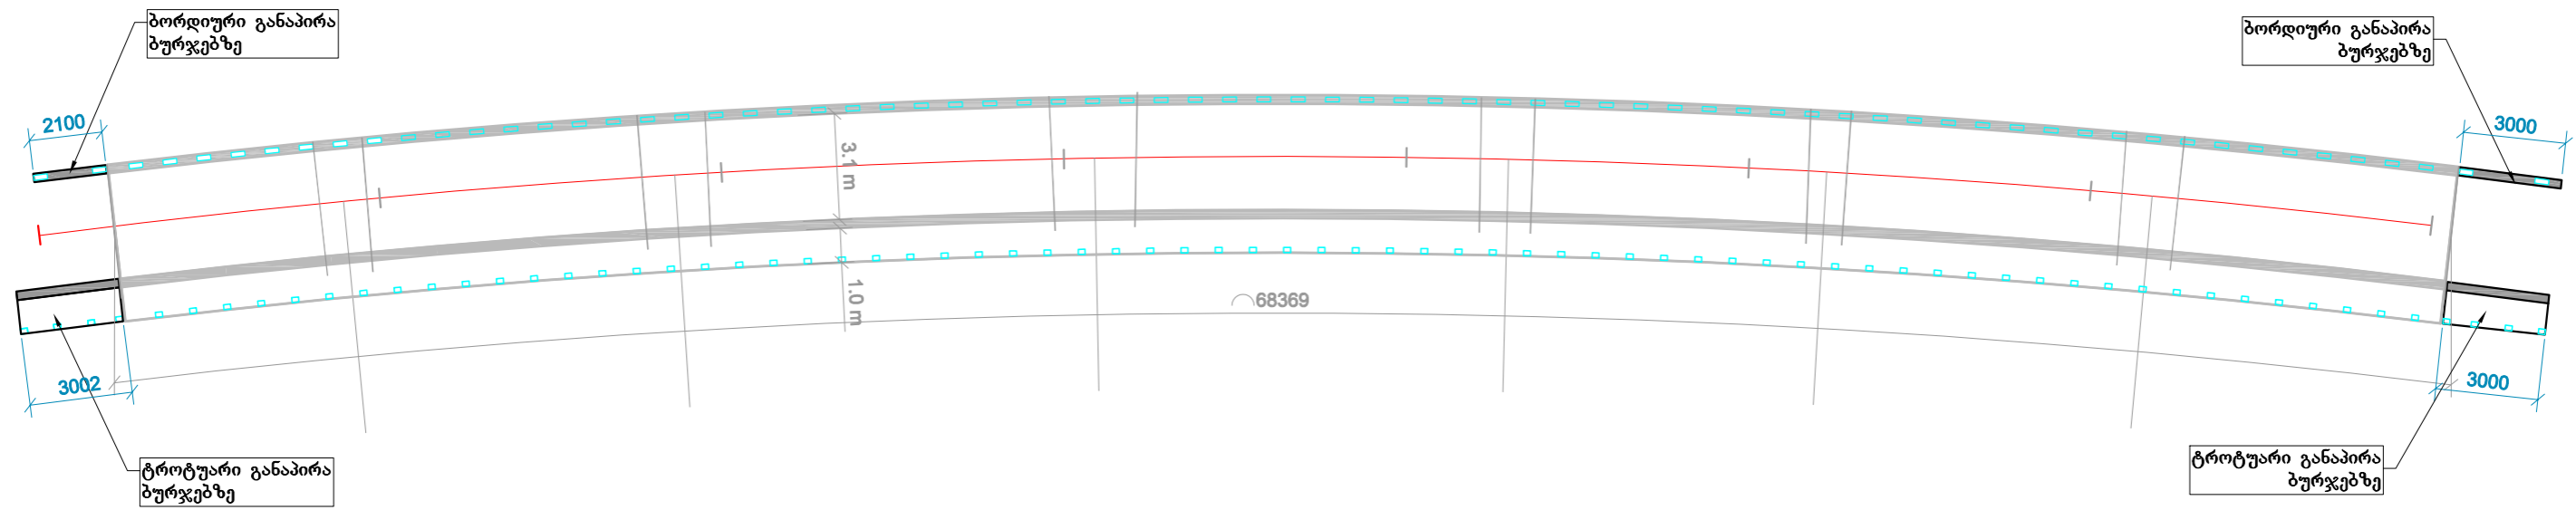 ბორდიური განაპირა
ბურჯებზე
ბორდიური განაპირა
ბურჯებზე
2100
3000
3.1 m
1.0 m
68369
3002
3000
ტროტუარი განაპირა
ბურჯებზე
ტროტუარი განაპირა
ბურჯებზე